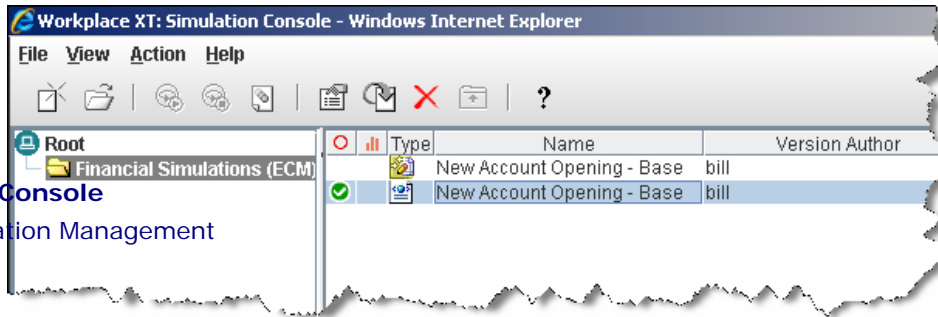 Workplace XT: Simulation Console - Windows Internet Explorer
File View Action Help
?
Root
Type Name Version Author
Financial Simulations (ECM)
New Account Opening - Base bill
Console
New Account Opening - Base bill
ation Management